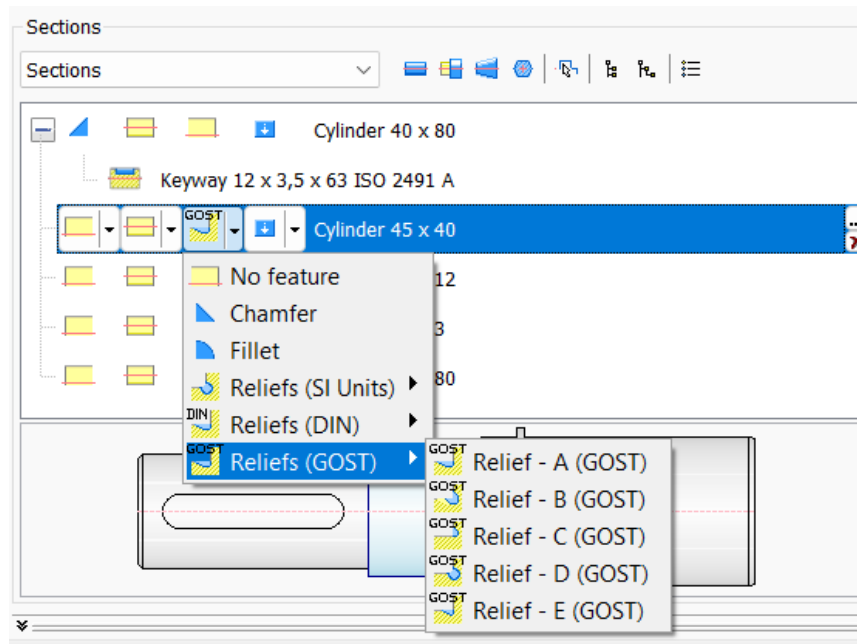 Sections
Sections
Cylinder 40 x 80
Keyway 12 x 3,5 x 63 ISO 2491 A
GOST
Cylinder 45 x 40
No feature
12
Chamfer
3
Fillet
80
Reliefs (SI Units)
DIN
Reliefs (DIN)
GOST
Reliefs (GOST)
GOST
Relief - A (GOST)
GOST
Relief - B (GOST)
GOST
Relief - C (GOST)
GOST
Relief - D (GOST)
GOST
Relief - E (GOST)